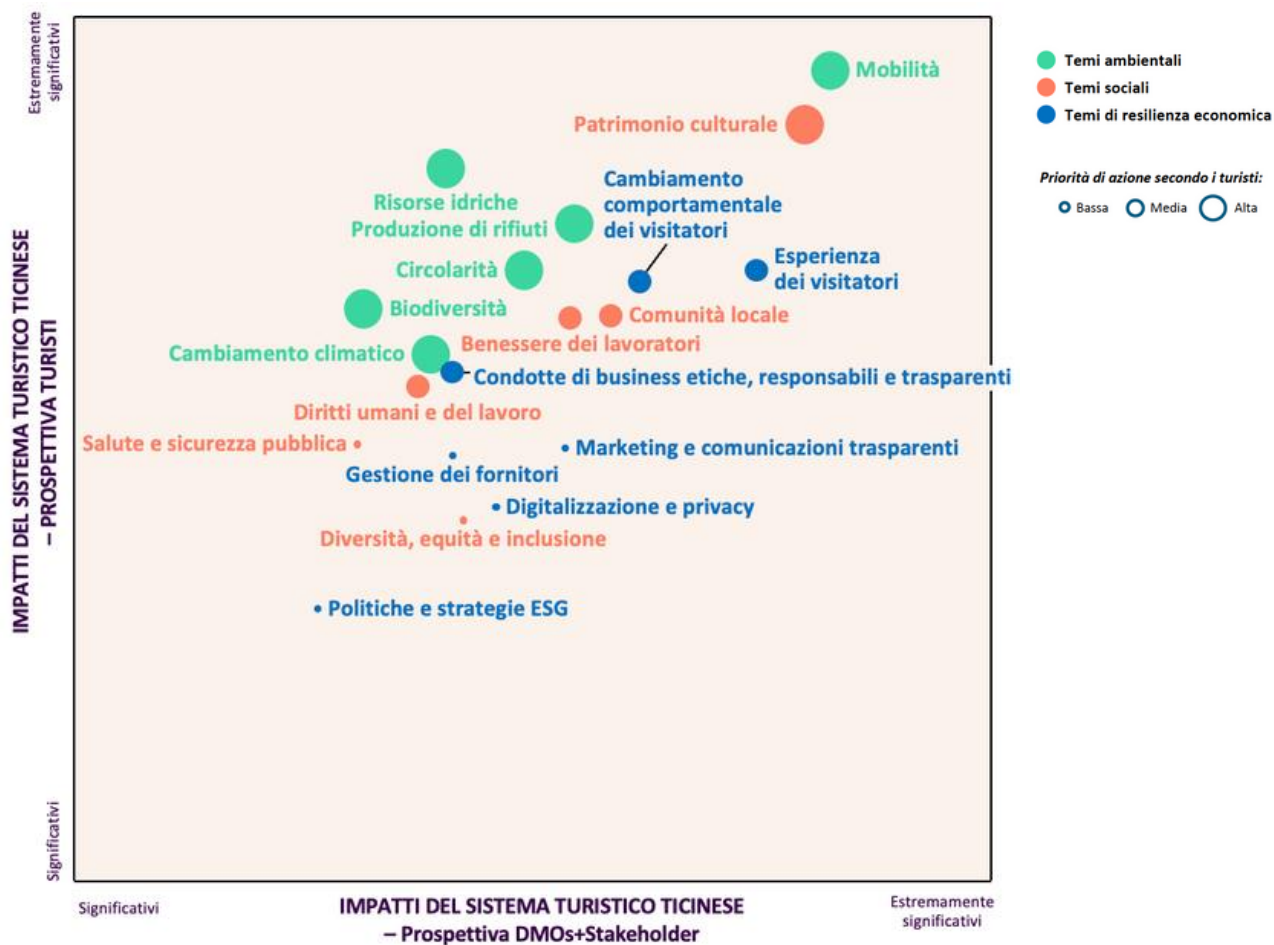 Estremamente
significativi
IMPATTI DEL SISTEMA TURISTICO TICINESE
– PROSPETTIVA TURISTI
Significativi
Mobilità
Patrimonio culturale
Risorse idriche
Produzione di rifiuti
Cambiamento
comportamentale
dei visitatori
Circolarità
Esperienza
dei visitatori
Biodiversità
Comunità locale
Benessere dei lavoratori
Cambiamento climatico
Condotte di business etiche, responsabili e trasparenti
Diritti umani e del lavoro
Salute e sicurezza pubblica
Marketing e comunicazioni trasparenti
Gestione dei fornitori
Digitalizzazione e privacy
Diversità, equità e inclusione
Politiche e strategie ESG
Temi ambientali
Temi sociali
Temi di resilienza economica
Priorità di azione secondo i turisti:
Bassa Media Alta
Significativi
IMPATTI DEL SISTEMA TURISTICO TICINESE
– Prospettiva DMOs+Stakeholder
Estremamente
significativi